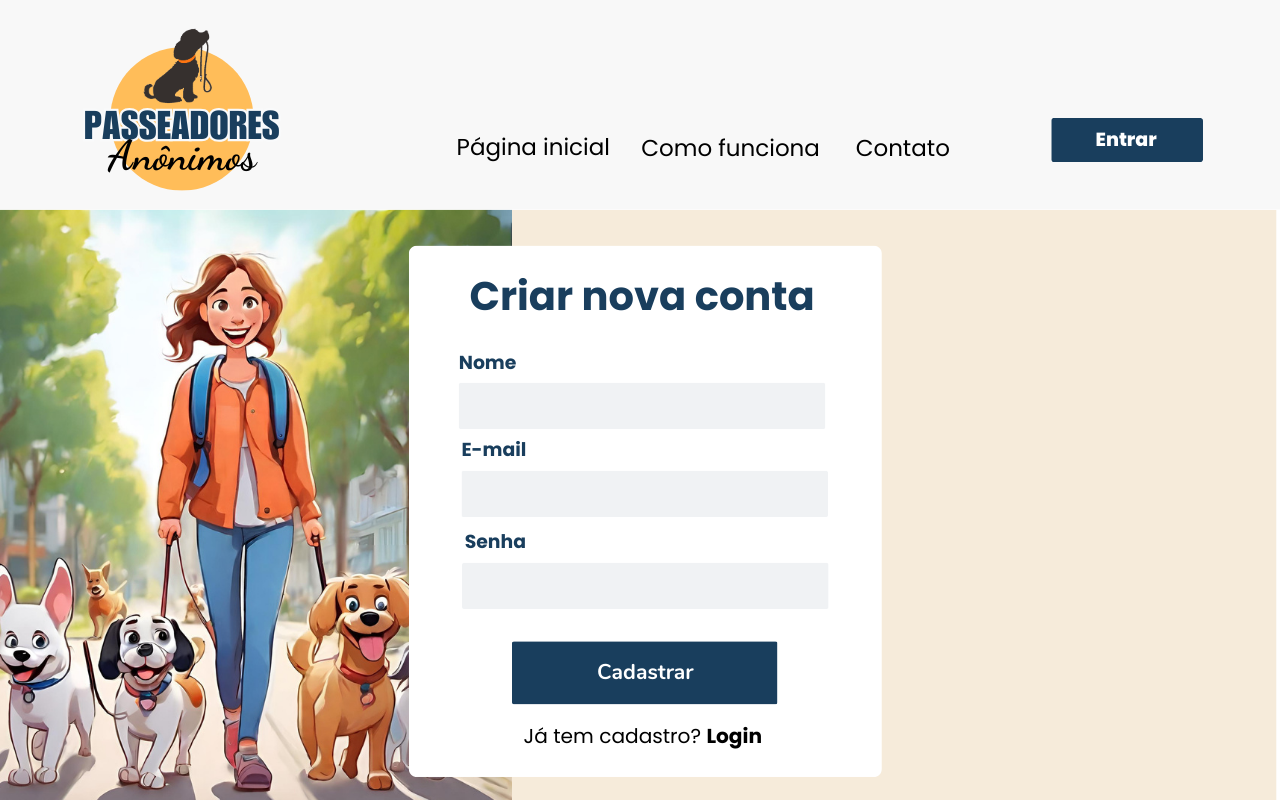 PASSEADORES
Anônimos
Página inicial
Como funciona
Contato
Entrar
Criar nova conta
Nome
E-mail
Senha
Cadastrar
Já tem cadastro? Login